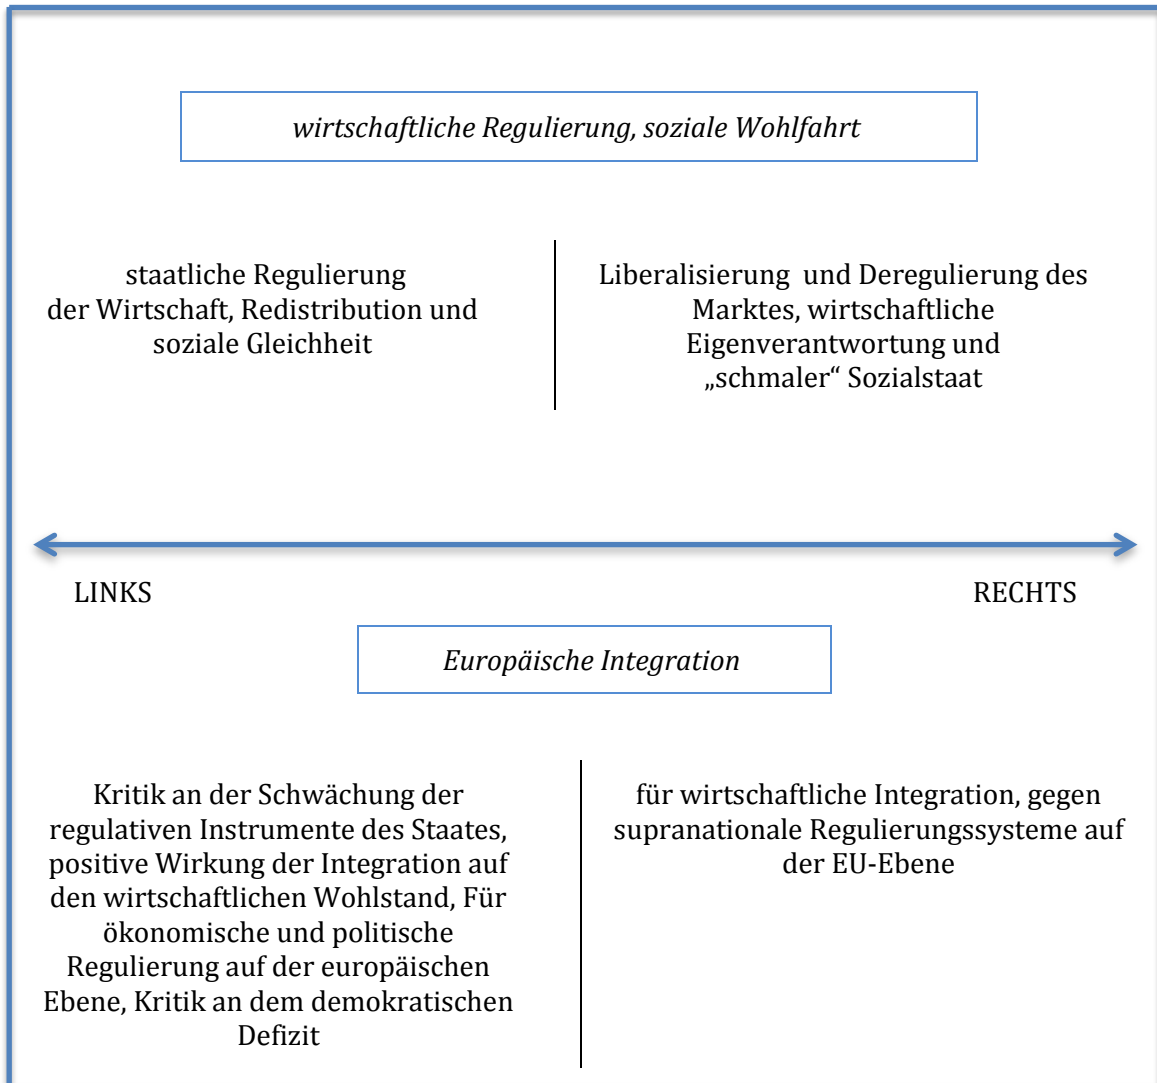 wirtschaftliche Regulierung, soziale Wohlfahrt
staatliche Regulierung
der Wirtschaft, Redistribution und
soziale Gleichheit
Liberalisierung  und Deregulierung des
Marktes, wirtschaftliche
Eigenverantwortung und
„schmaler“ Sozialstaat
LINKS
RECHTS
Europäische Integration
Kritik an der Schwächung der
regulativen Instrumente des Staates,
positive Wirkung der Integration auf
den wirtschaftlichen Wohlstand, Für
ökonomische und politische
Regulierung auf der europäischen
Ebene, Kritik an dem demokratischen
Defizit
für wirtschaftliche Integration, gegen
supranationale Regulierungssysteme auf
der EU-Ebene